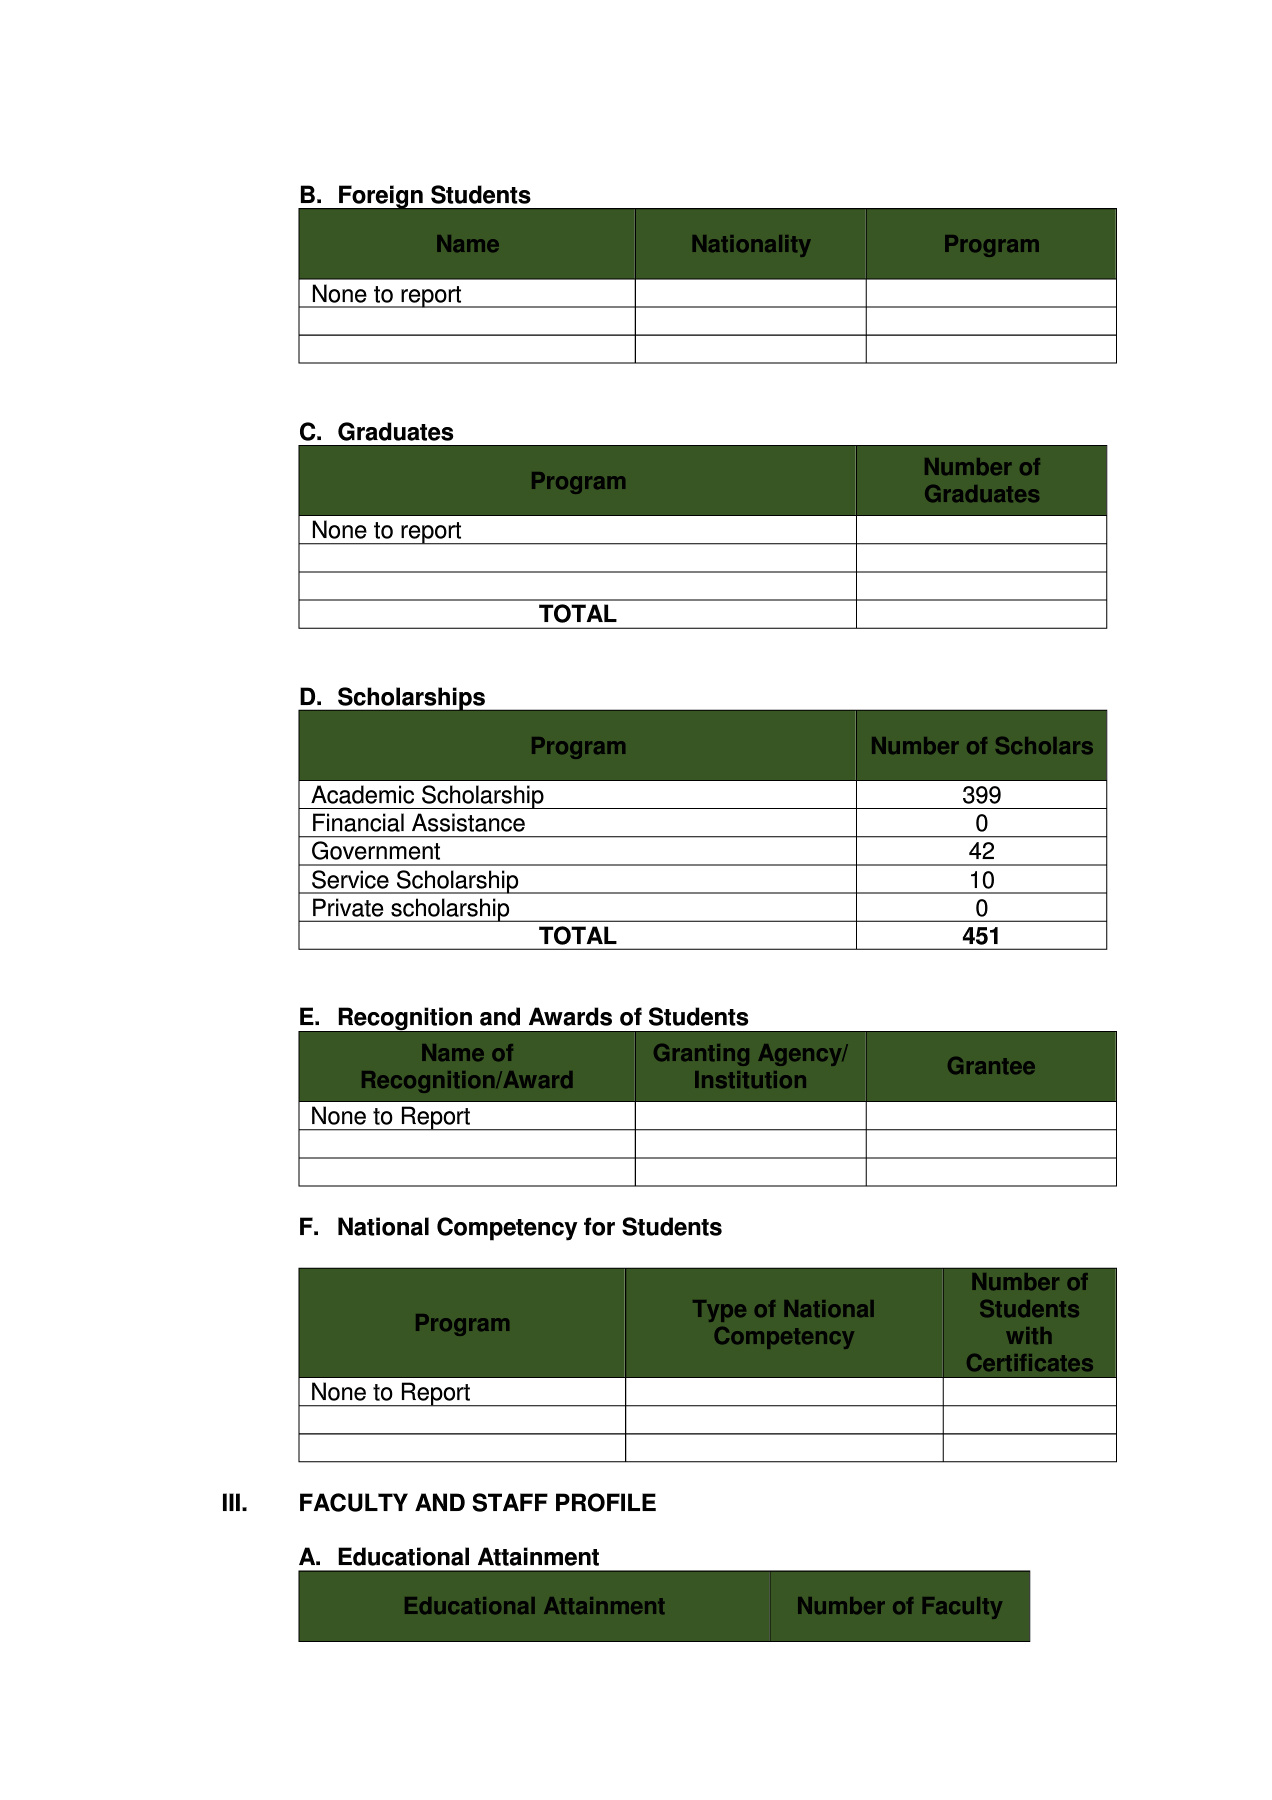 B. Foreign Students
Name Nationality Program
None to report
C. Graduates
Program Number of
Graduates
None to report
TOTAL
D. Scholarships
Program Number of Scholars
Academic Scholarship 399
Financial Assistance 0
Government 42
Service Scholarship 10
Private scholarship 0
TOTAL 451
E. Recognition and Awards of Students
Name of
Recognition/Award
Granting Agency/
Institution
Grantee
None to Report
F. National Competency for Students
Program
Type of National
Competency
Number of
Students
with
Certificates
None to Report
III. FACULTY AND STAFF PROFILE
A. Educational Attainment
Educational Attainment Number of Faculty